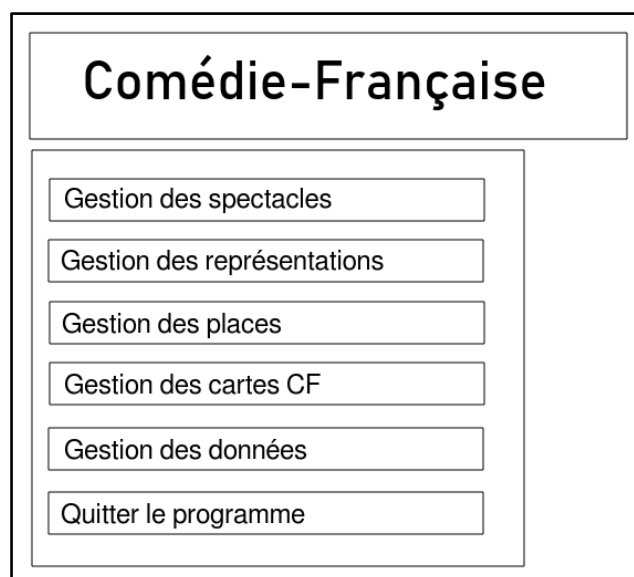 Comédie-Française
Gestion des spectacles
Gestion des représentations
Gestion des places
Gestion des cartes CF
Gestion des données
Quitter le programme